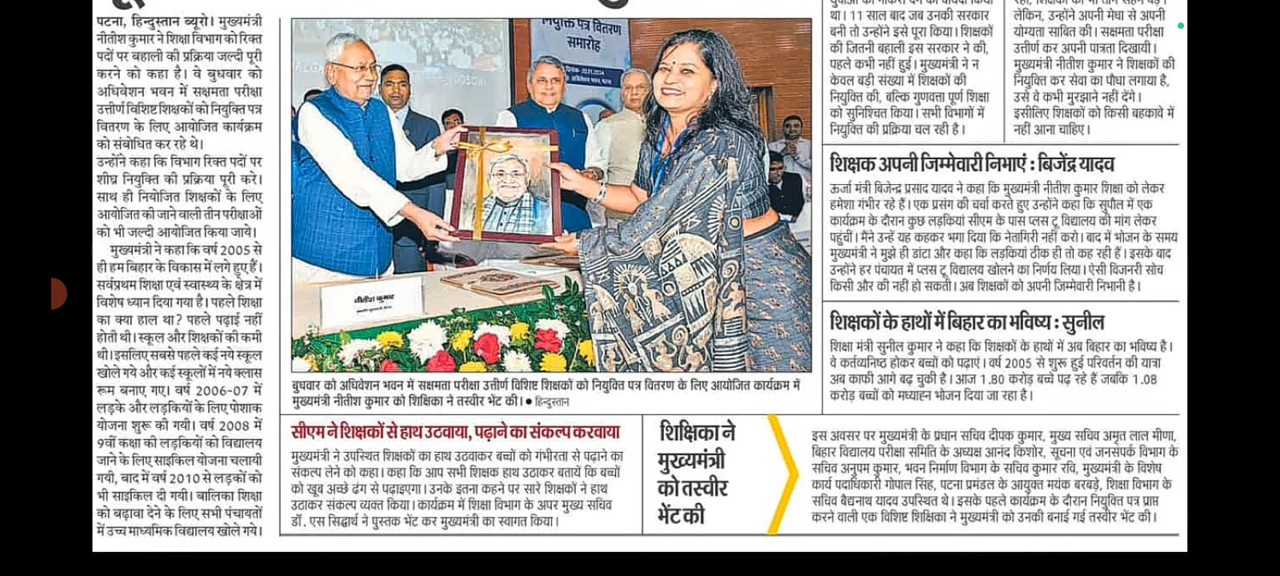 पटना, हिन्दुस्तान ब्यूरो। मुख्यमंत्री
नीतीश कुमार ने शिक्षा विभाग को रिक्त
पदों पर बहाली की प्रक्रिया जल्दी पूरी
करने को कहा है। वे बुधवार को
अधिवेशन भवन में सक्षमता परीक्षा
उत्तीर्ण विशिष्ट शिक्षकों को नियुक्ति पत्र
वितरण के लिए आयोजित कार्यक्रम
को संबोधित कर रहे थे।
उन्होंने कहा कि विभाग रिक्त पदों पर
शीघ्र नियुक्ति की प्रक्रिया पूरी करे।
साथ ही नियोजित शिक्षकों के लिए
आयोजित की जाने वाली तीन परीक्षाओं
को भी जल्दी आयोजित किया जाये।
मुख्यमंत्री ने कहा कि वर्ष 2005 से
ही हम बिहार के विकास में लगे हुए हैं।
सर्वप्रथम शिक्षा एवं स्वास्थ्य के क्षेत्र में
विशेष ध्यान दिया गया है। पहले शिक्षा
का क्या हाल था? पहले पढ़ाई नहीं
होती थी। स्कूल और शिक्षकों की कमी
थी। इसलिए सबसे पहले कई नये स्कूल
खोले गये और कई स्कूलों में नये क्लास
रूम बनाए गए। वर्ष 2006-07 में
लड़के और लड़कियों के लिए पोशाक
योजना शुरू की गयी। वर्ष 2008 में
9वीं कक्षा की लड़कियों को विद्यालय
जाने के लिए साइकिल योजना चलायी
गयी, बाद में वर्ष 2010 से लड़कों को
भी साइकिल दी गयी। बालिका शिक्षा
को बढ़ावा देने के लिए सभी पंचायतों
में उच्च माध्यमिक विद्यालय खोले गये।
नियुक्ति पत्र वितरण
समारोह
नीतीश कुमार
बुधवार को अधिवेशन भवन में सक्षमता परीक्षा उत्तीर्ण विशिष्ट शिक्षकों को नियुक्ति पत्र वितरण के लिए आयोजित कार्यक्रम में
मुख्यमंत्री नीतीश कुमार को शिक्षिका ने तस्वीर भेंट की। ● हिन्दुस्तान
सीएम ने शिक्षकों से हाथ उटवाया, पढ़ाने का संकल्प करवाया
मुख्यमंत्री ने उपस्थित शिक्षकों का हाथ उठवाकर बच्चों को गंभीरता से पढ़ाने का
संकल्प लेने को कहा। कहा कि आप सभी शिक्षक हाथ उठाकर बतायें कि बच्चों
को खूब अच्छे ढंग से पढ़ाइएगा। उनके इतना कहने पर सारे शिक्षकों ने हाथ
उठाकर संकल्प व्यक्त किया। कार्यक्रम में शिक्षा विभाग के अपर मुख्य सचिव
डॉ. एस सिद्धार्थ ने पुस्तक भेंट कर मुख्यमंत्री का स्वागत किया।
शिक्षिका ने
मुख्यमंत्री
को तस्वीर
भेंट की
इस अवसर पर मुख्यमंत्री के प्रधान सचिव दीपक कुमार, मुख्य सचिव अमृत लाल मीणा,
बिहार विद्यालय परीक्षा समिति के अध्यक्ष आनंद किशोर, सूचना एवं जनसंपर्क विभाग के
सचिव अनुपम कुमार, भवन निर्माण विभाग के सचिव कुमार रवि, मुख्यमंत्री के विशेष
कार्य पदाधिकारी गोपाल सिंह, पटना प्रमंडल के आयुक्त मयंक बरबड़े, शिक्षा विभाग के
सचिव बैद्यनाथ यादव उपस्थित थे। इसके पहले कार्यक्रम के दौरान नियुक्ति पत्र प्राप्त
करने वाली एक विशिष्ट शिक्षिका ने मुख्यमंत्री को उनकी बनाई गई तस्वीर भेंट की।
था। 11 साल बाद जब उनकी सरकार
बनी तो उन्होंने इसे पूरा किया। शिक्षकों
की जितनी बहाली इस सरकार ने की,
पहले कभी नहीं हुई। मुख्यमंत्री ने न
केवल बड़ी संख्या में शिक्षकों की
नियुक्ति की, बल्कि गुणवत्ता पूर्ण शिक्षा
को सुनिश्चित किया। सभी विभागों में
नियुक्ति की प्रक्रिया चल रही है।
लेकिन, उन्होंने अपनी मेधा से अपनी
योग्यता साबित की। सक्षमता परीक्षा
उत्तीर्ण कर अपनी पात्रता दिखायी।
मुख्यमंत्री नीतीश कुमार ने शिक्षकों की
नियुक्ति कर सेवा का पौधा लगाया है,
उसे वे कभी मुरझाने नहीं देंगे।
इसीलिए शिक्षकों को किसी बहकावे में
नहीं आना चाहिए।
शिक्षक अपनी जिम्मेवारी निभाएं : बिजेंद्र यादव
ऊर्जा मंत्री बिजेन्द्र प्रसाद यादव ने कहा कि मुख्यमंत्री नीतीश कुमार शिक्षा को लेकर
हमेशा गंभीर रहे हैं। एक प्रसंग की चर्चा करते हुए उन्होंने कहा कि सुपौल में एक
कार्यक्रम के दौरान कुछ लड़कियां सीएम के पास प्लस टू विद्यालय की मांग लेकर
पहुंचीं। मैंने उन्हें यह कहकर भगा दिया कि नेतागिरी नहीं करो। बाद में भोजन के समय
मुख्यमंत्री ने मुझे ही डांटा और कहा कि लड़कियां ठीक ही तो कह रही हैं। इसके बाद
उन्होंने हर पंचायत में प्लस टू विद्यालय खोलने का निर्णय लिया। ऐसी विजनरी सोच
किसी और की नहीं हो सकती। अब शिक्षकों को अपनी जिम्मेवारी निभानी है।
शिक्षकों के हाथों में बिहार का भविष्य : सुनील
शिक्षा मंत्री सुनील कुमार ने कहा कि शिक्षकों के हाथों में अब बिहार का भविष्य है।
वे कर्तव्यनिष्ठ होकर बच्चों को पढ़ाएं। वर्ष 2005 से शुरू हुई परिवर्तन की यात्रा
अब काफी आगे बढ़ चुकी है। आज 1.80 करोड़ बच्चे पढ़ रहे हैं जबकि 1.08
करोड़ बच्चों को मध्याह्न भोजन दिया जा रहा है।